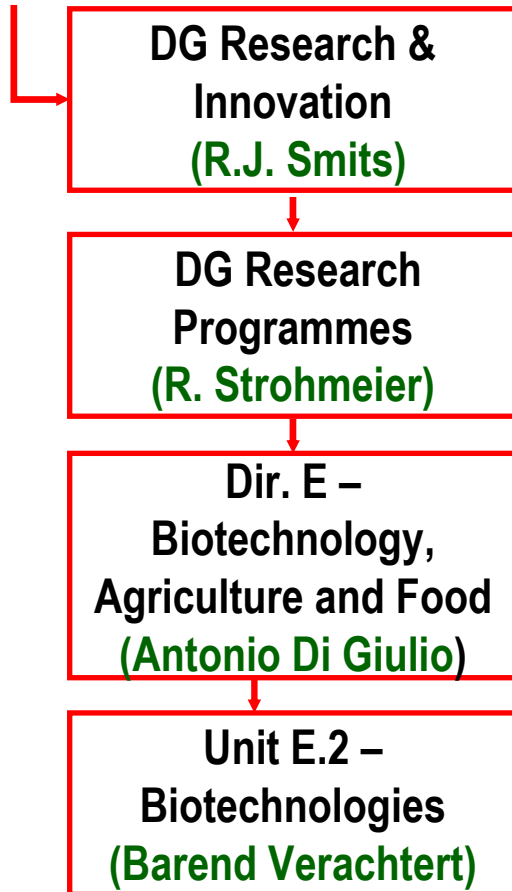 DG Research &
Innovation
(R.J. Smits)
DG Research
Programmes
(R. Strohmeier)
Dir. E –
Biotechnology,
Agriculture and Food
(Antonio Di Giulio)
Unit E.2 –
Biotechnologies
(Barend Verachtert)